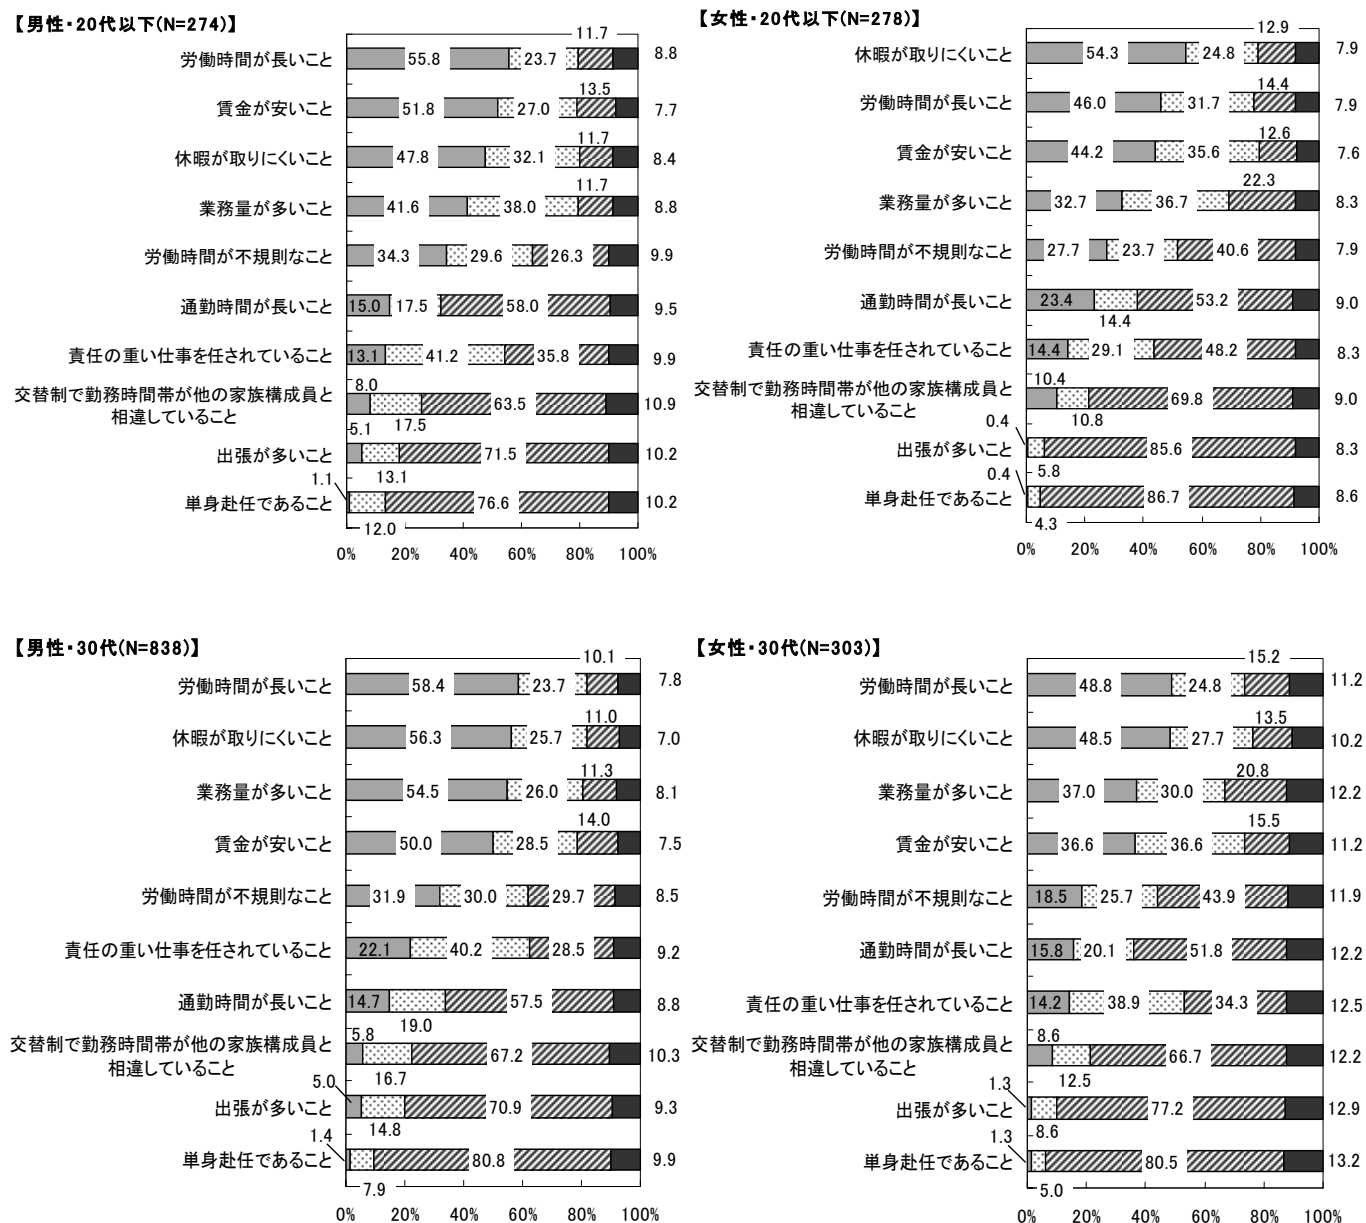 【男性・20代以下(N=274)】
11.7
労働時間が長いこと 55.8 23.7 8.8
13.5
賃金が安いこと 51.8 27.0 7.7
11.7
休暇が取りにくいこと 47.8 32.1 8.4
11.7
業務量が多いこと 41.6 38.0 8.8
労働時間が不規則なこと 34.3 29.6 26.3 9.9
通勤時間が長いこと 15.0 17.5 58.0 9.5
責任の重い仕事を任されていること 13.1 41.2 35.8 9.9
8.0
交替制で勤務時間帯が他の家族構成員と
相違していること 63.5 10.9
17.5
5.1
出張が多いこと 71.5 10.2
13.1
1.1
単身赴任であること 76.6 10.2
12.0
0% 20% 40% 60% 80% 100%
【女性・20代以下(N=278)】
12.9
休暇が取りにくいこと 54.3 24.8 7.9
14.4
労働時間が長いこと 46.0 31.7 7.9
12.6
賃金が安いこと 44.2 35.6 7.6
22.3
業務量が多いこと 32.7 36.7 8.3
労働時間が不規則なこと 27.7 23.7 40.6 7.9
通勤時間が長いこと 23.4 53.2 9.0
14.4
責任の重い仕事を任されていること 14.4 29.1 48.2 8.3
10.4
交替制で勤務時間帯が他の家族構成員と
相違していること 69.8 9.0
10.8
0.4
出張が多いこと 85.6 8.3
5.8
0.4
単身赴任であること 86.7 8.6
4.3
0% 20% 40% 60% 80% 100%
【男性・30代(N=838)】
10.1
労働時間が長いこと 58.4 23.7 7.8
11.0
休暇が取りにくいこと 56.3 25.7 7.0
11.3
業務量が多いこと 54.5 26.0 8.1
14.0
賃金が安いこと 50.0 28.5 7.5
労働時間が不規則なこと 31.9 30.0 29.7 8.5
責任の重い仕事を任されていること 22.1 40.2 28.5 9.2
通勤時間が長いこと 14.7 57.5 8.8
19.0
5.8
交替制で勤務時間帯が他の家族構成員と
相違していること 67.2 10.3
16.7
5.0
出張が多いこと 70.9 9.3
14.8
1.4
単身赴任であること 80.8 9.9
7.9
0% 20% 40% 60% 80% 100%
【女性・30代(N=303)】
15.2
労働時間が長いこと 48.8 24.8 11.2
13.5
休暇が取りにくいこと 48.5 27.7 10.2
20.8
業務量が多いこと 37.0 30.0 12.2
15.5
賃金が安いこと 36.6 36.6 11.2
労働時間が不規則なこと 18.5 25.7 43.9 11.9
通勤時間が長いこと 15.8 20.1 51.8 12.2
責任の重い仕事を任されていること 14.2 38.9 34.3 12.5
8.6
交替制で勤務時間帯が他の家族構成員と
相違していること 66.7 12.2
12.5
1.3
出張が多いこと 77.2 12.9
8.6
1.3
単身赴任であること 80.5 13.2
5.0
0% 20% 40% 60% 80% 100%